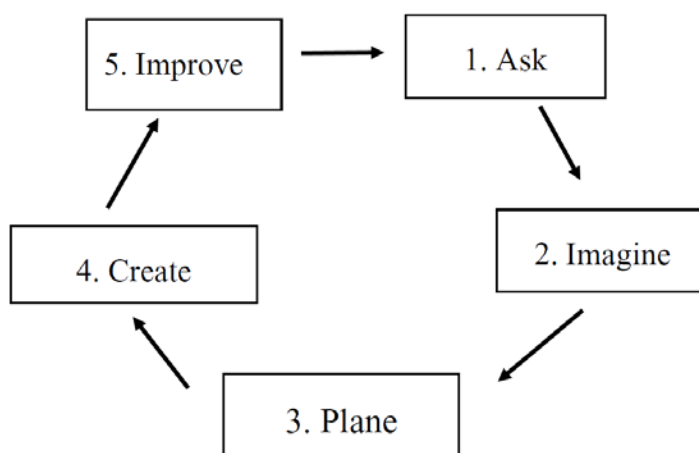 1. Ask
2. Imagine
3. Plane
4. Create
5. Improve